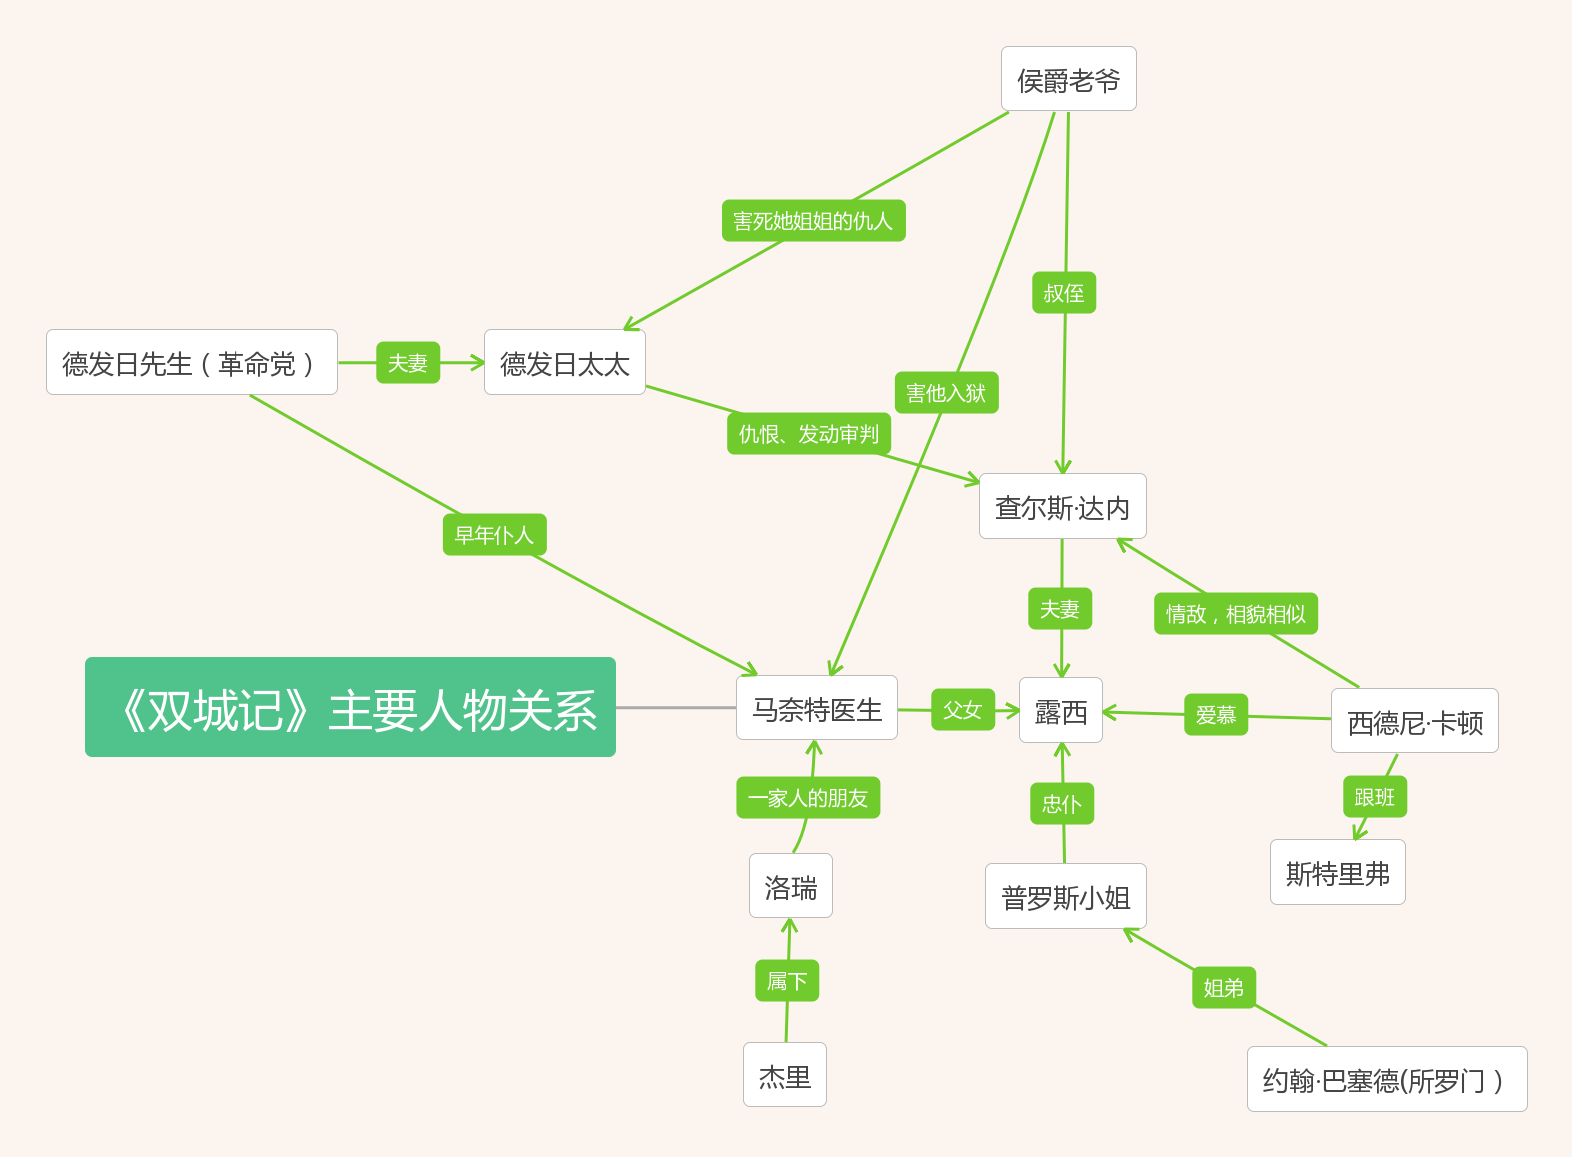 侯爵老爷
害死她姐姐的仇人
叔侄
德发日先生（革命党）
夫妻
德发日太太
害他入狱
仇恨、发动审判
查尔斯·达内
早年仆人
夫妻
情敌，相貌相似
《双城记》主要人物关系
马奈特医生
父女
露西
爱慕
西德尼·卡顿
一家人的朋友
忠仆
跟班
洛瑞
普罗斯小姐
斯特里弗
属下
姐弟
杰里
约翰·巴塞德(所罗门）